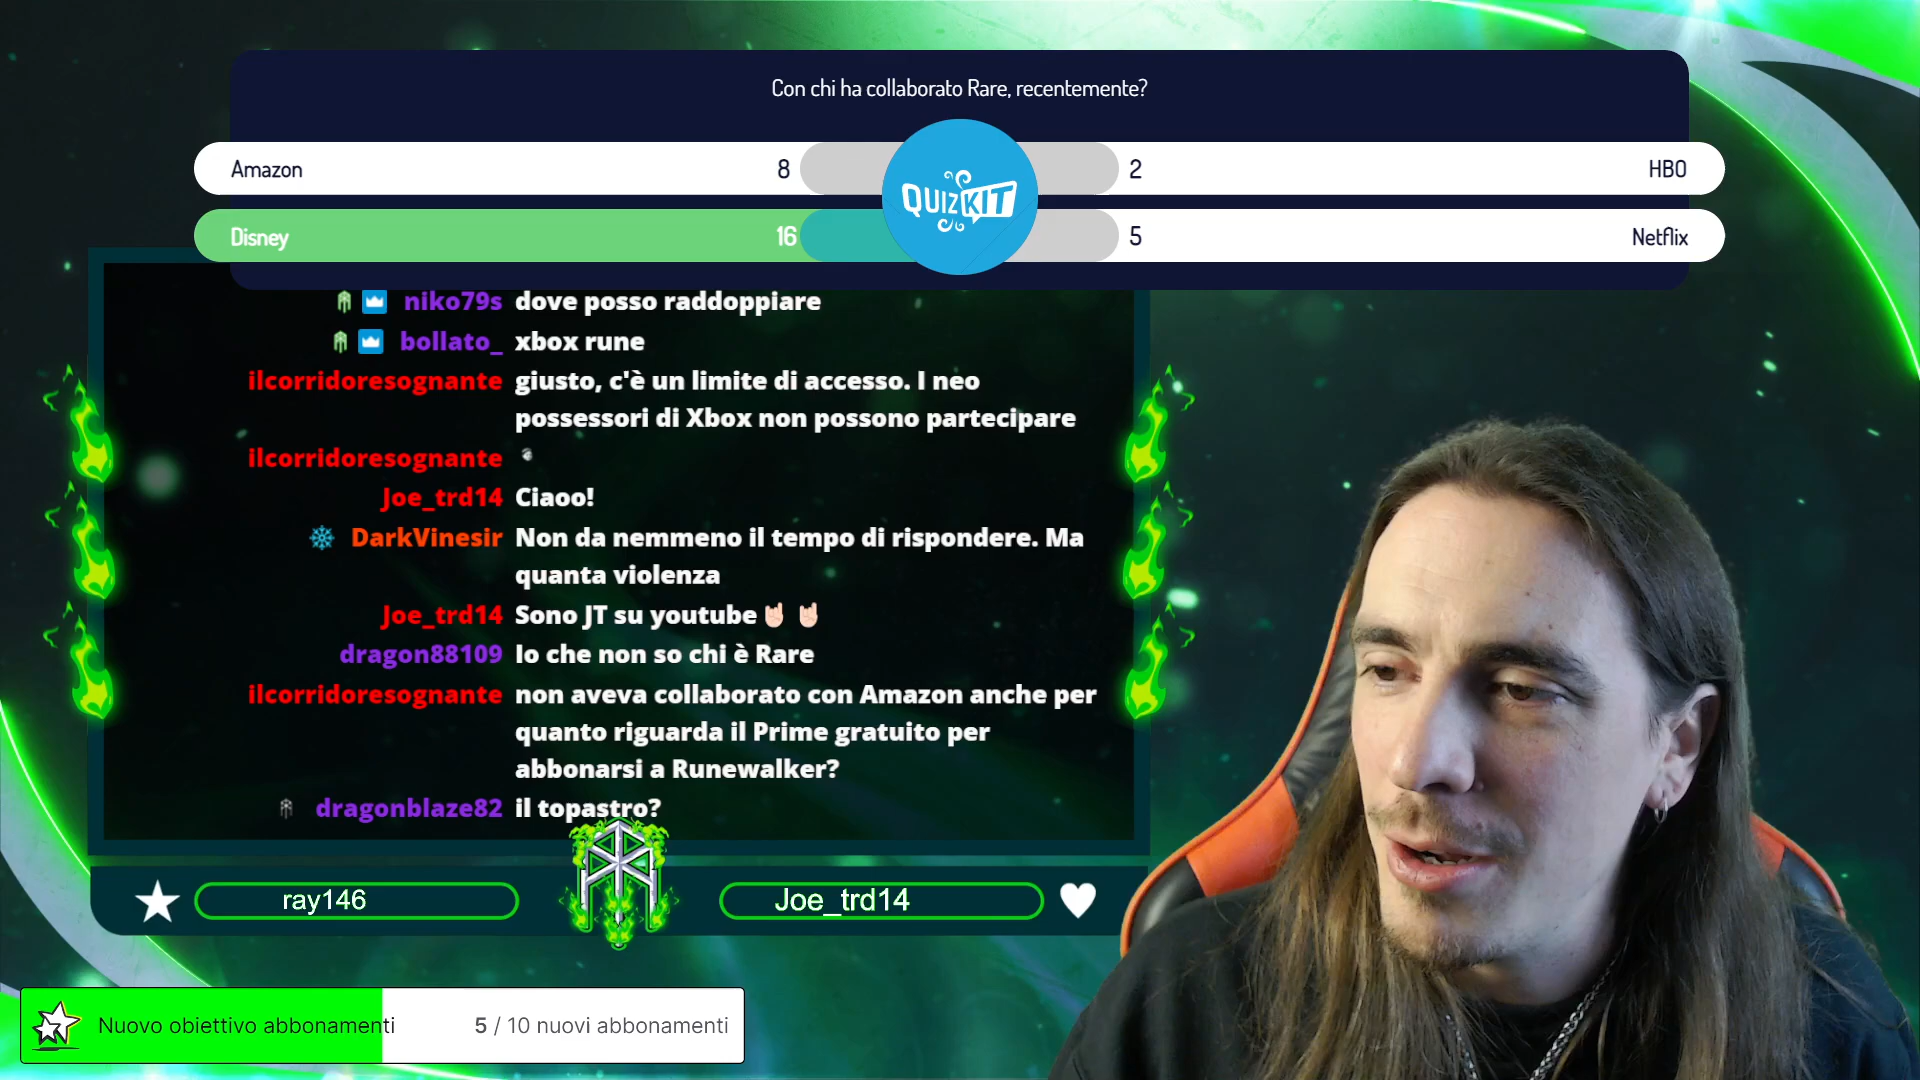 Con chi ha collaborato Rare, recentemente?
Amazon 8
2 HBO
QUIZKIT
Disney 16
5 Netflix
niko79s dove posso raddoppiare
bollato_ xbox rune
ilcorridoresognante giusto, c'è un limite di accesso. I neo
possessori di Xbox non possono partecipare
ilcorridoresognante
Joe_trd14 Ciaoo!
DarkVinesir Non da nemmeno il tempo di rispondere. Ma
quanta violenza
Joe_trd14 Sono JT su youtube🤘🏻 🤘🏻
dragon88109 Io che non so chi è Rare
ilcorridoresognante non aveva collaborato con Amazon anche per
quanto riguarda il Prime gratuito per
abbonarsi a Runewalker?
dragonblaze82 il topastro?
ray146
Joe_trd14
Nuovo obiettivo abbonamenti 5 / 10 nuovi abbonamenti